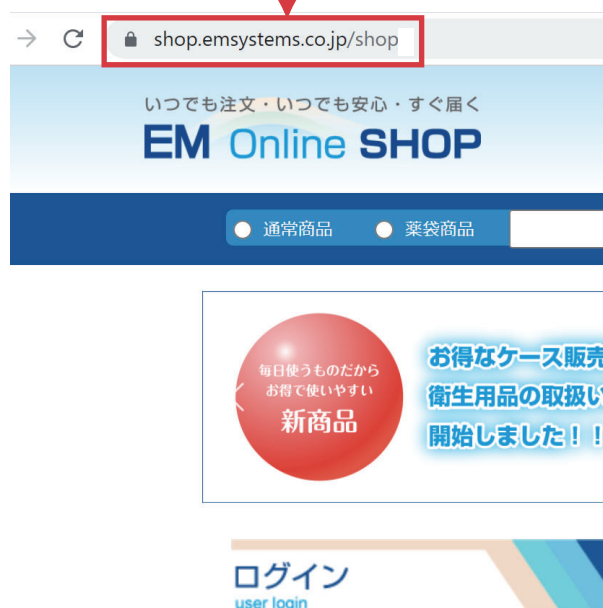 shop.emsystems.co.jp/shop
いつでも注文・いつでも安心・すぐ届く
EM Online SHOP
通常商品 薬袋商品
毎日使うものだから
お得で使いやすい
新商品
お得なケース販売
衛生用品の取扱い
開始しました！！
ログイン
user login